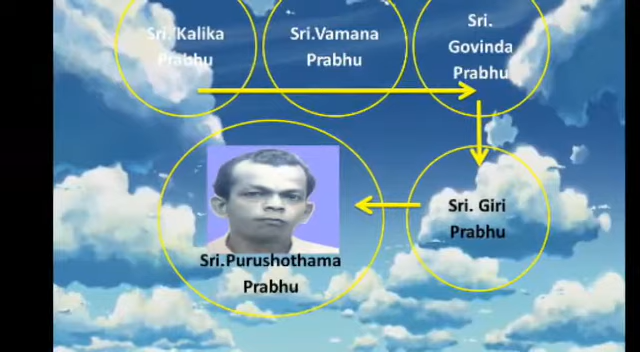 Sri. Kalika
Prabhu
Sri.Vamana
Prabhu
Sri.
Govinda
Prabhu
Sri. Giri
Prabhu
Sri.Purushothama
Prabhu